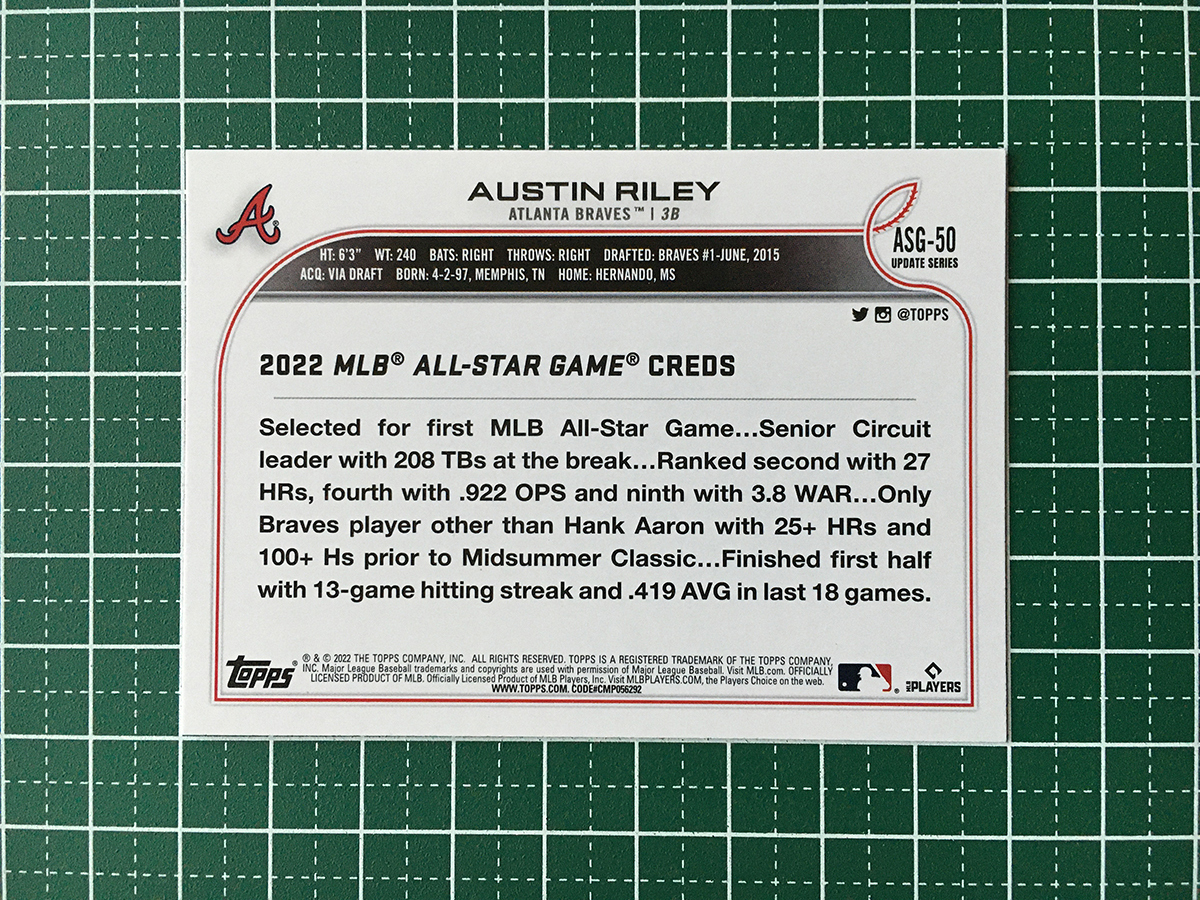 AUSTIN RILEY
ATLANTA BRAVES™ | 3B
A®
ASG-50
UPDATE SERIES
HT: 6'3" WT: 240 BATS: RIGHT THROWS: RIGHT DRAFTED: BRAVES #1-JUNE, 2015
ACQ: VIA DRAFT BORN: 4-2-97, MEMPHIS, TN HOME: HERNANDO, MS
@TOPPS
2022 MLB® ALL-STAR GAME® CREDS
Selected for first MLB All-Star Game...Senior Circuit
leader with 208 TBs at the break...Ranked second with 27
HRs, fourth with .922 OPS and ninth with 3.8 WAR...Only
Braves player other than Hank Aaron with 25+ HRs and
100+ Hs prior to Midsummer Classic...Finished first half
with 13-game hitting streak and .419 AVG in last 18 games.
TOPPS®
® & © 2022 THE TOPPS COMPANY, INC. ALL RIGHTS RESERVED. TOPPS IS A REGISTERED TRADEMARK OF THE TOPPS COMPANY,
INC. Major League Baseball trademarks and copyrights are used with permission of Major League Baseball. Visit MLB.com. OFFICIALLY
LICENSED PRODUCT OF MLB. Officially Licensed Product of MLB Players, Inc. Visit MLBPLAYERS.COM, the Players Choice on the web.
WWW.TOPPS.COM. CODE#CMP056292
®
MLB PLAYERS